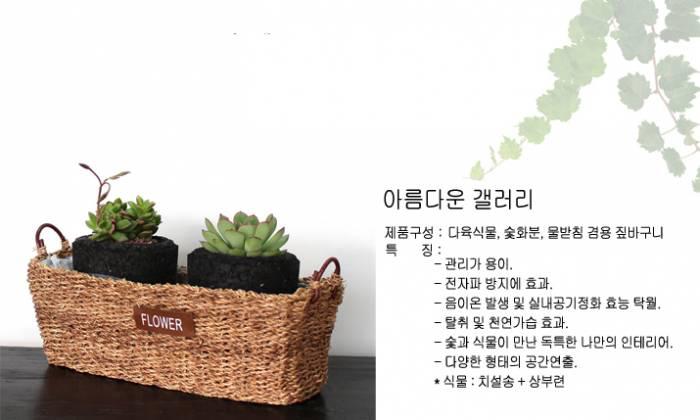 아름다운 갤러리
제품구성 : 다육식물, 숯화분, 물받침 겸용 짚바구니
특 징 :
- 관리가 용이.
- 전자파 방지에 효과.
- 음이온 발생 및 실내공기정화 효능 탁월.
- 탈취 및 천연가습 효과.
- 숯과 식물이 만난 독특한 나만의 인테리어.
- 다양한 형태의 공간연출.
* 식물 : 치설송 + 상부련
FLOWER